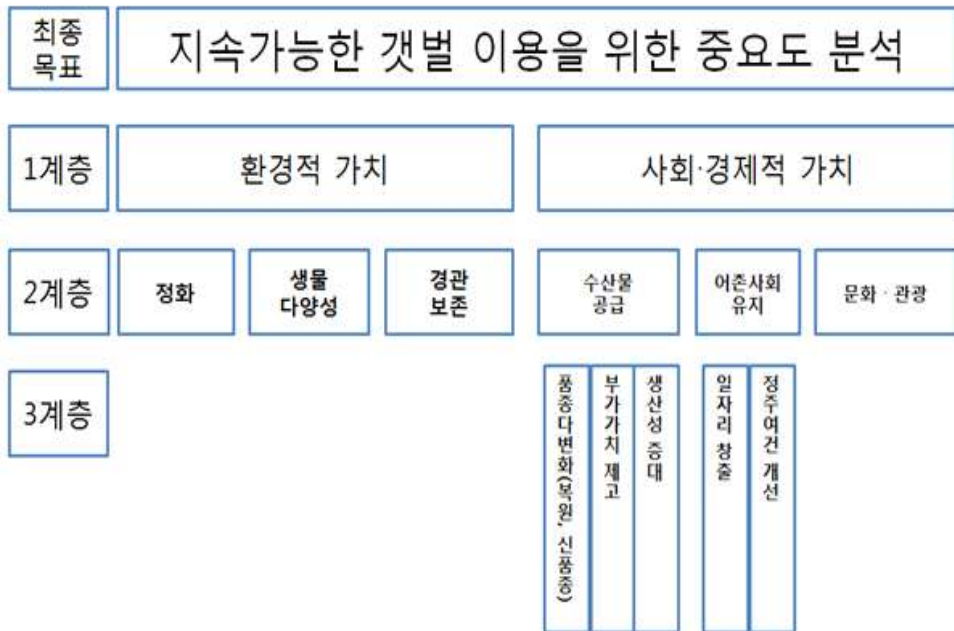 최종
목표
지속가능한 갯벌 이용을 위한 중요도 분석
1계층
환경적 가치
사회·경제적 가치
2계층
정화
생물
다양성
경관
보존
수산물
공급
어촌사회
유지
문화·관광
3계층
품종다변화(복원, 신품종)
부가가치 제고
생산성 증대
일자리 창출
정주여건 개선